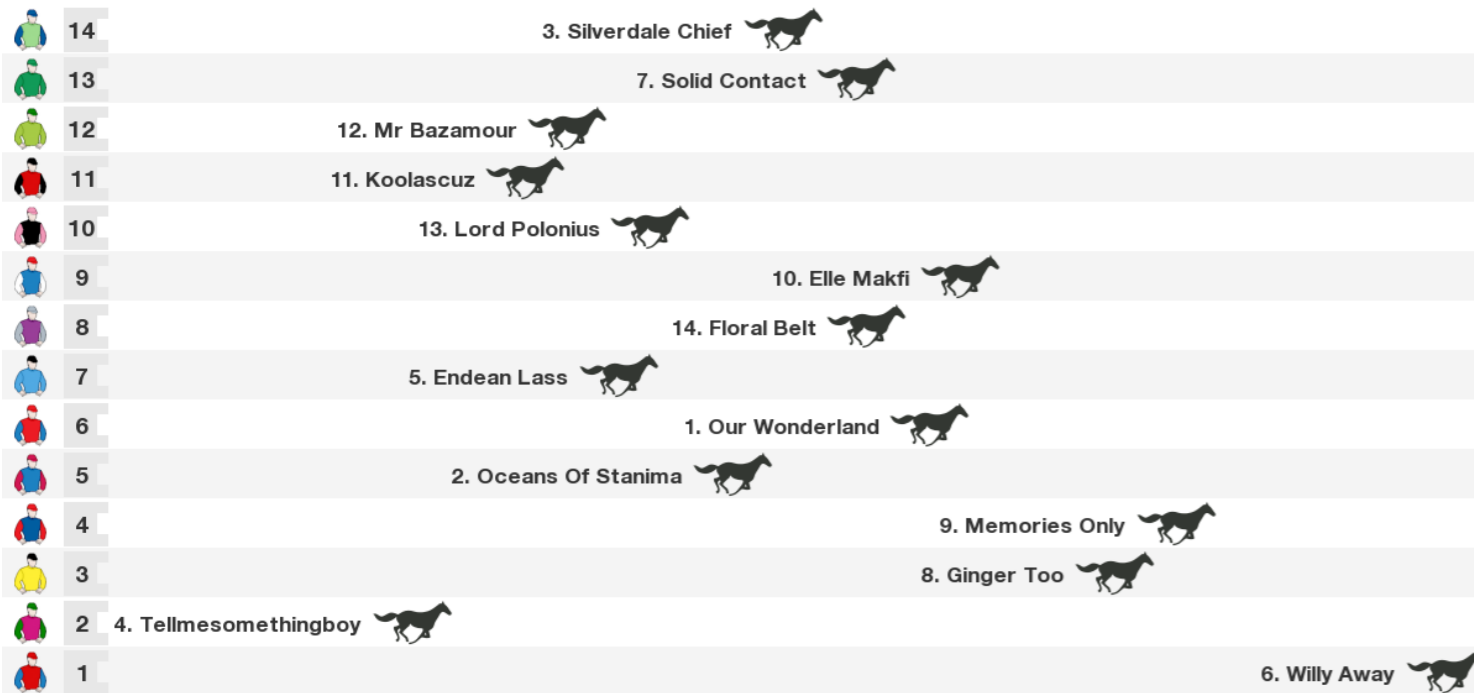 14 3. Silverdale Chief
13 7. Solid Contact
12 12. Mr Bazamour
11 11. Koolascuz
10 13. Lord Polonius
9 10. Elle Makfi
8 14. Floral Belt
7 5. Endean Lass
6 1. Our Wonderland
5 2. Oceans Of Stanima
4 9. Memories Only
3 8. Ginger Too
2 4. Tellmesomethingboy
1 6. Willy Away